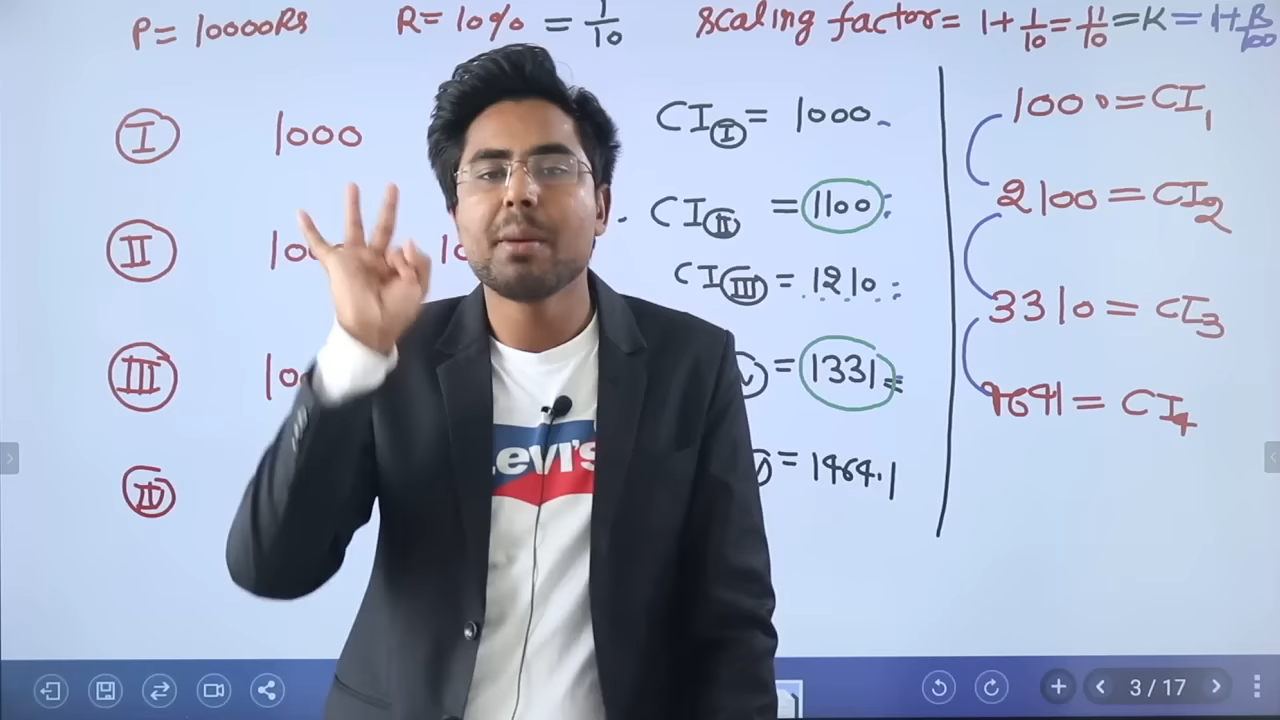 P = 10000Rs R = 10% = 1/10 scaling factor = 1 + 1/10 = 11/10 = K = 1 + R/100
I 1000 CI(I) = 1000 1000 = CI1
II CI(II) = 1100 2100 = CI2
CI(III) = 1210 3310 = CI3
III = 1331 4641 = CI4
IV = 1464.1
Levi's
3 / 17